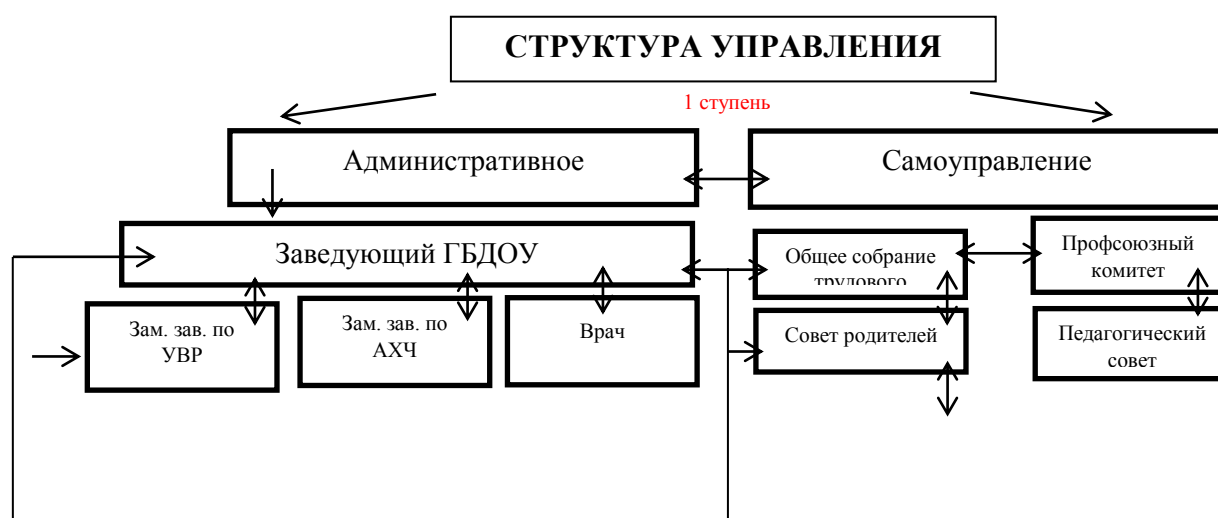 СТРУКТУРА УПРАВЛЕНИЯ
1 ступень
Административное
Самоуправление
Заведующий ГБДОУ
Общее собрание
трудового
Профсоюзный
комитет
Зам. зав. по
УВР
Зам. зав. по
АХЧ
Врач
Совет родителей
Педагогический
совет